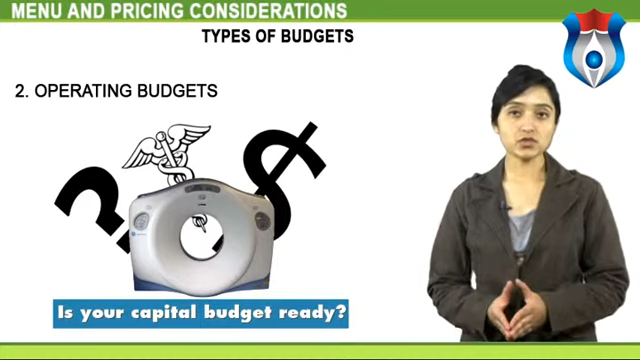 MENU AND PRICING CONSIDERATIONS
TYPES OF BUDGETS
2. OPERATING BUDGETS
Is your capital budget ready?